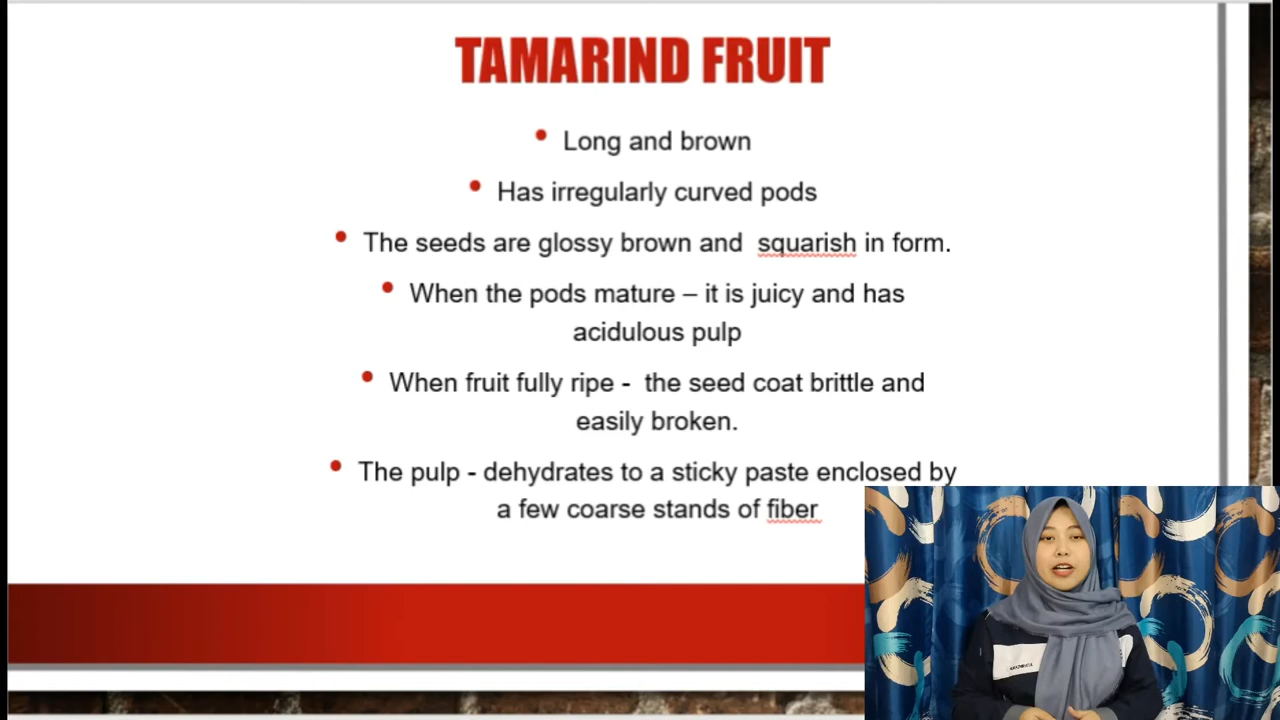 TAMARIND FRUIT
• Long and brown
• Has irregularly curved pods
• The seeds are glossy brown and squarish in form.
• When the pods mature – it is juicy and has
acidulous pulp
• When fruit fully ripe - the seed coat brittle and
easily broken.
• The pulp - dehydrates to a sticky paste enclosed by
a few coarse stands of fiber